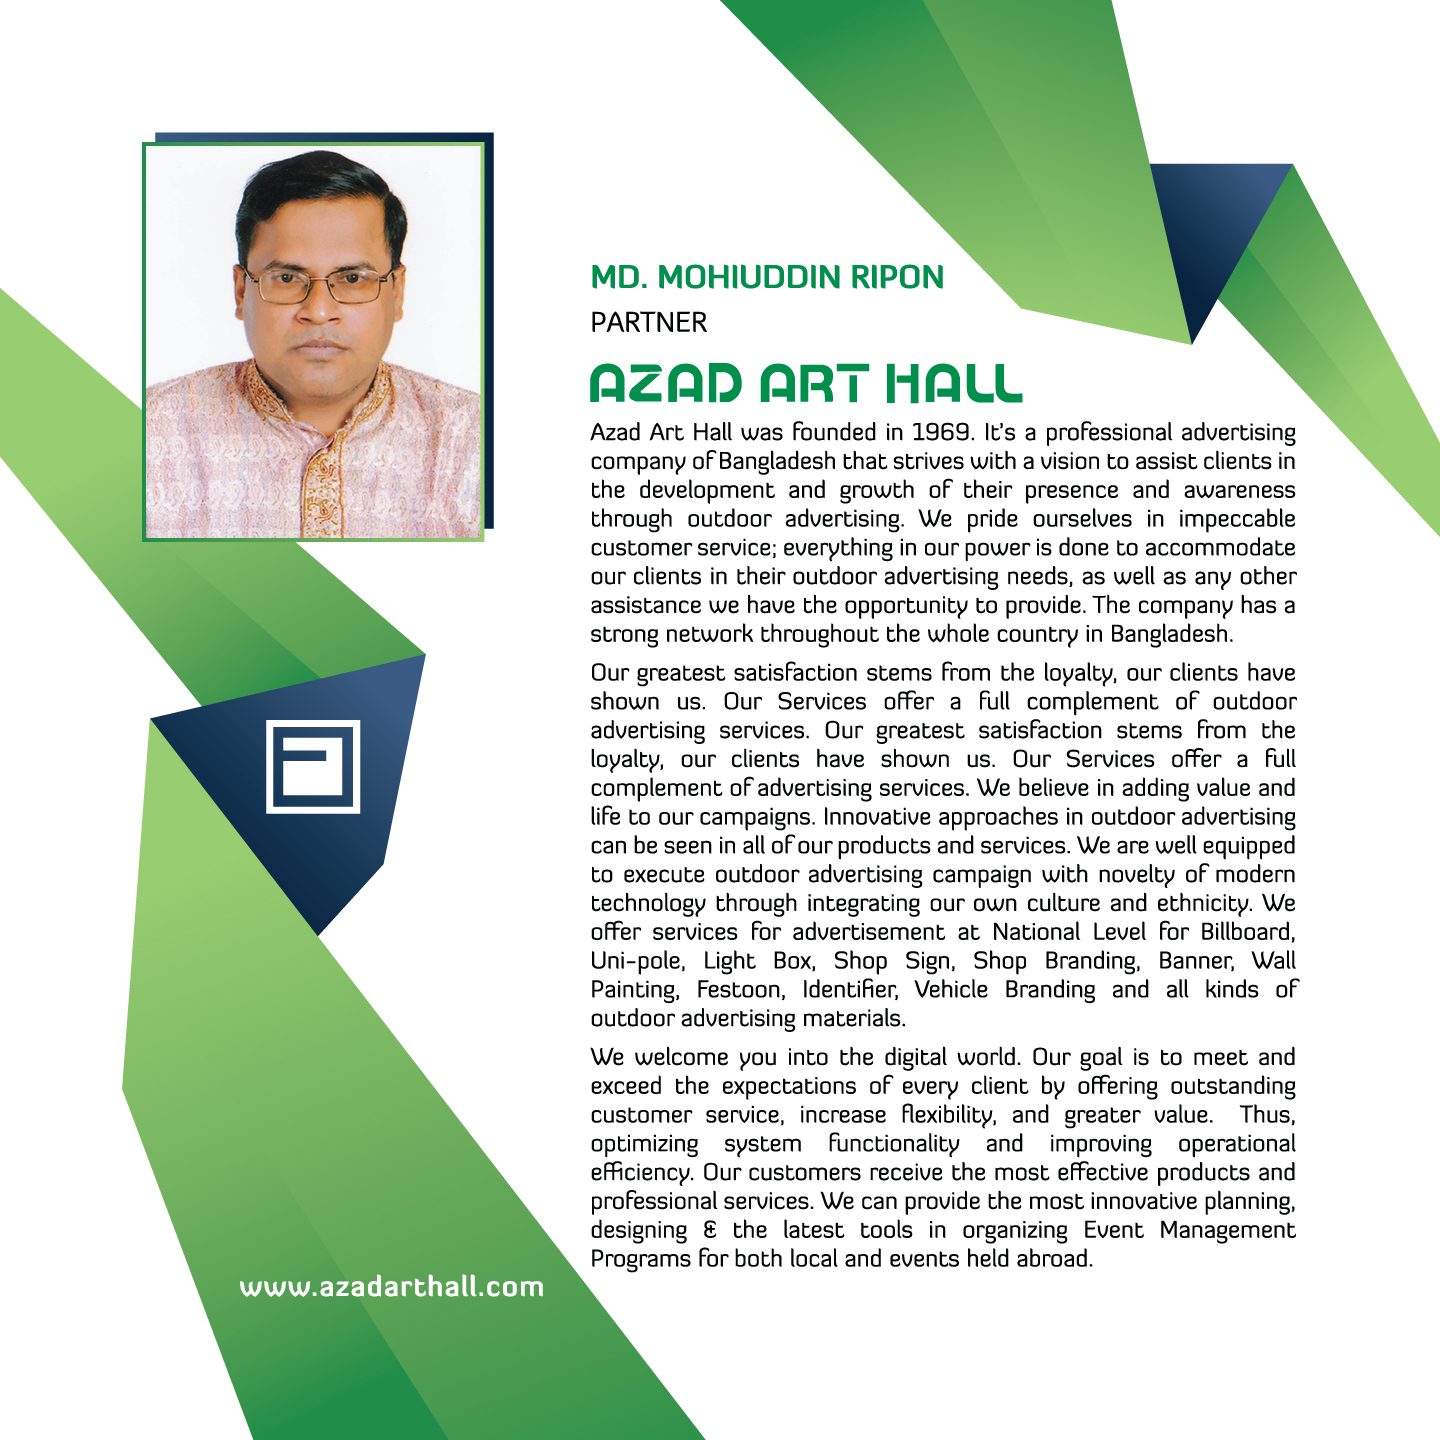 MD. MOHIUDDIN RIPON
PARTNER
AZAD ART HALL
Azad Art Hall was founded in 1969. It's a professional advertising
company of Bangladesh that strives with a vision to assist clients in
the development and growth of their presence and awareness
through outdoor advertising. We pride ourselves in impeccable
customer service; everything in our power is done to accommodate
our clients in their outdoor advertising needs, as well as any other
assistance we have the opportunity to provide. The company has a
strong network throughout the whole country in Bangladesh.
Our greatest satisfaction stems from the loyalty, our clients have
shown us. Our Services offer a full complement of outdoor
advertising services. Our greatest satisfaction stems from the
loyalty, our clients have shown us. Our Services offer a full
complement of advertising services. We believe in adding value and
life to our campaigns. Innovative approaches in outdoor advertising
can be seen in all of our products and services. We are well equipped
to execute outdoor advertising campaign with novelty of modern
technology through integrating our own culture and ethnicity. We
offer services for advertisement at National Level for Billboard,
Uni-pole, Light Box, Shop Sign, Shop Branding, Banner, Wall
Painting, Festoon, Identifier, Vehicle Branding and all kinds of
outdoor advertising materials.
We welcome you into the digital world. Our goal is to meet and
exceed the expectations of every client by offering outstanding
customer service, increase flexibility, and greater value. Thus,
optimizing system functionality and improving operational
efficiency. Our customers receive the most effective products and
professional services. We can provide the most innovative planning,
designing & the latest tools in organizing Event Management
Programs for both local and events held abroad.
www.azadarthall.com